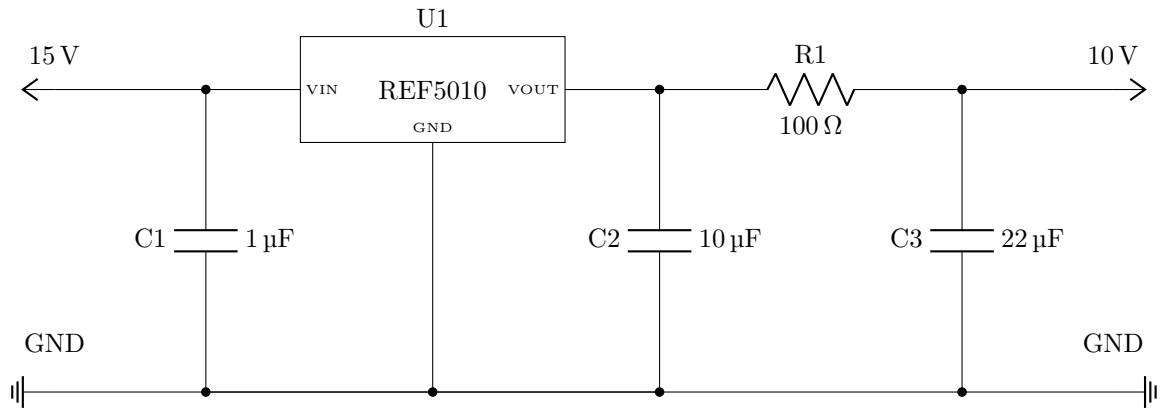 U1
15 V
10 V
R1
VIN
REF5010
VOUT
GND
100 Ω
C1
1 µF
C2
10 µF
C3
22 µF
GND
GND